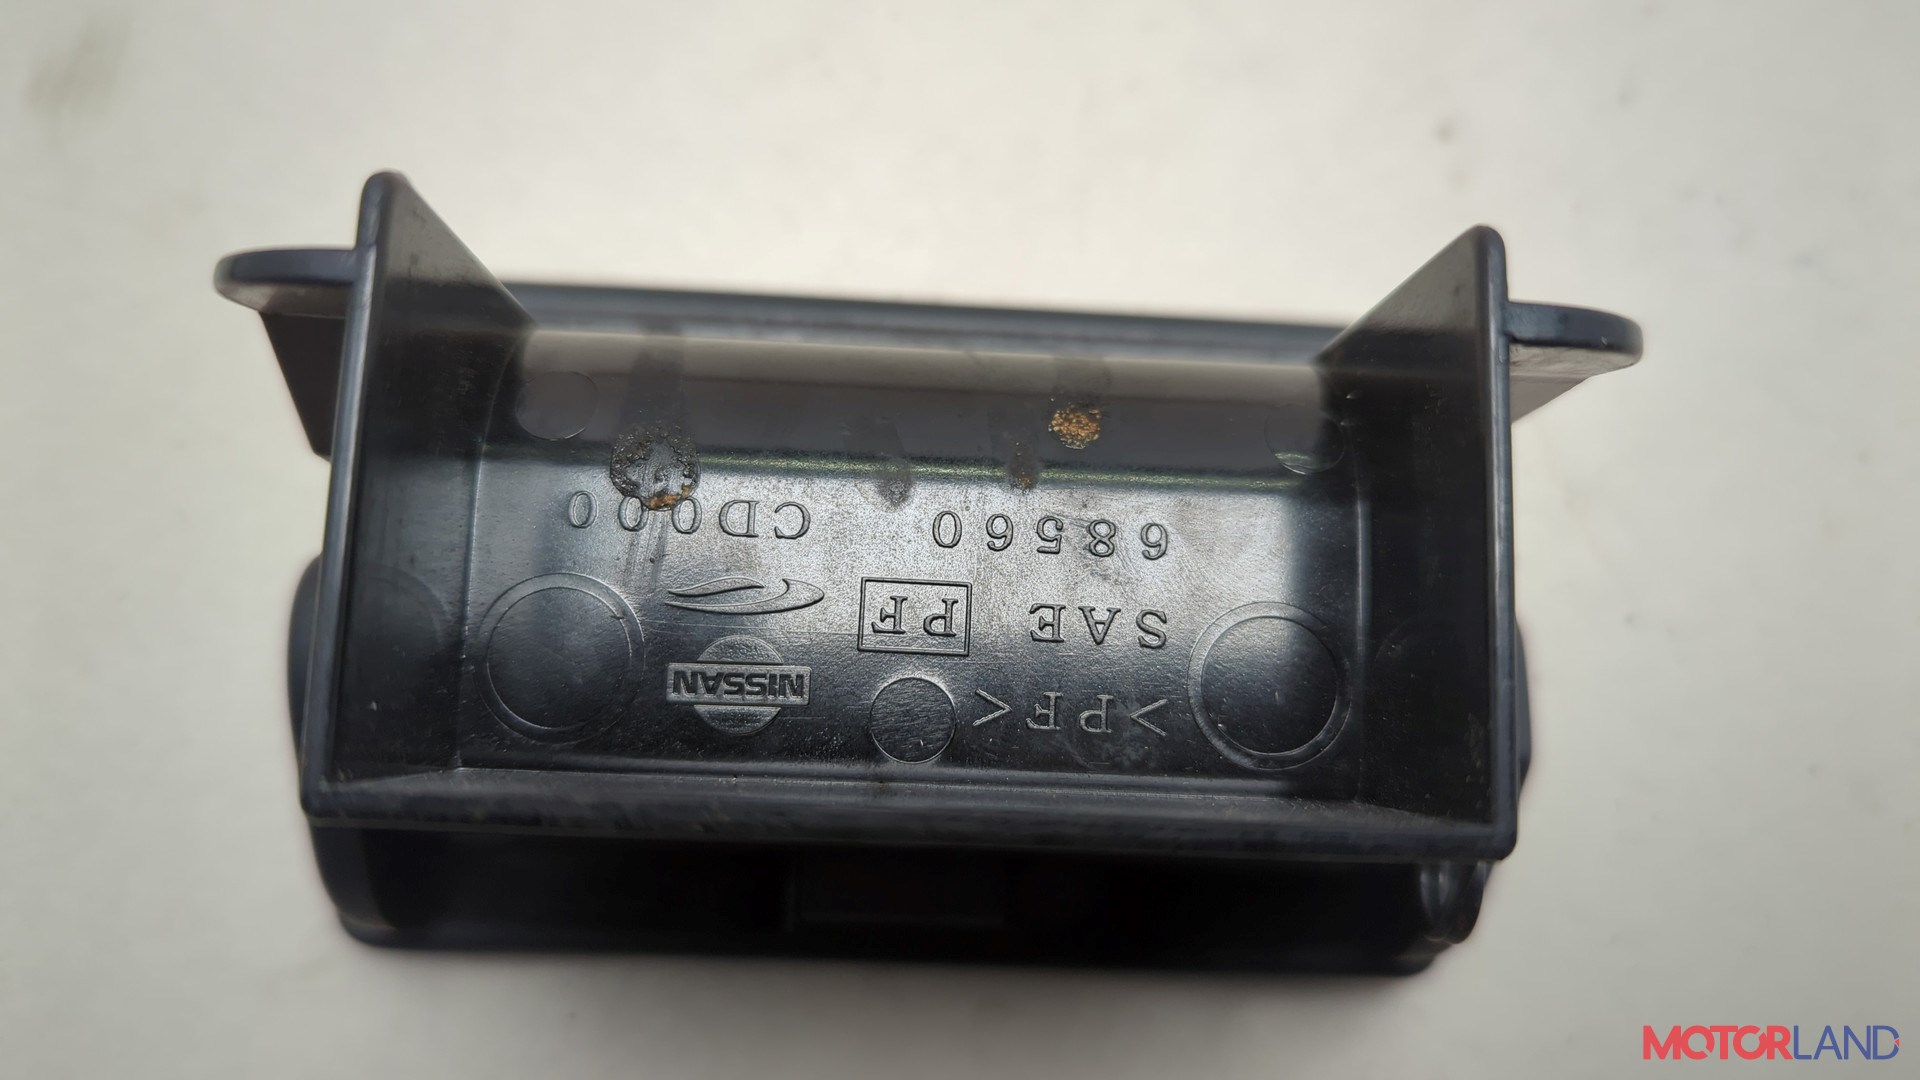 >PF< NISSAN
SAE PF
68560 CD000
MOTORLAND